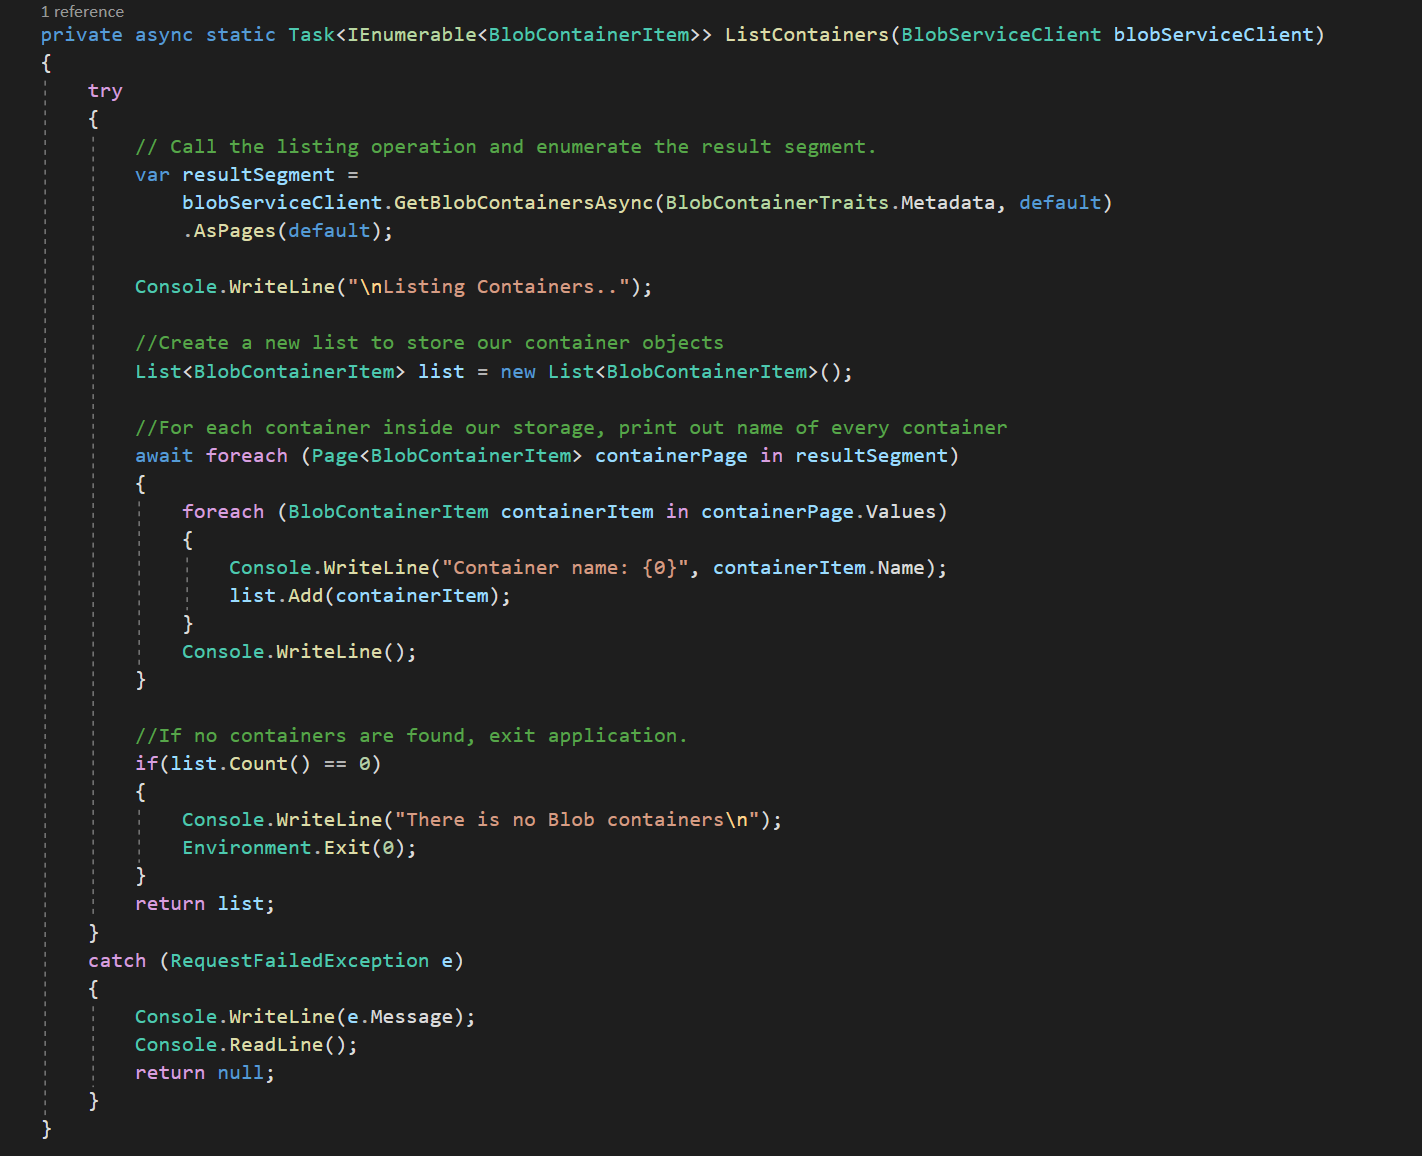 1 reference
private async static Task<IEnumerable<BlobContainerItem>> ListContainers(BlobServiceClient blobServiceClient)
{
    try
    {
        // Call the listing operation and enumerate the result segment.
        var resultSegment =
            blobServiceClient.GetBlobContainersAsync(BlobContainerTraits.Metadata, default)
            .AsPages(default);

        Console.WriteLine("\nListing Containers..");

        //Create a new list to store our container objects
        List<BlobContainerItem> list = new List<BlobContainerItem>();

        //For each container inside our storage, print out name of every container
        await foreach (Page<BlobContainerItem> containerPage in resultSegment)
        {
            foreach (BlobContainerItem containerItem in containerPage.Values)
            {
                Console.WriteLine("Container name: {0}", containerItem.Name);
                list.Add(containerItem);
            }
            Console.WriteLine();
        }

        //If no containers are found, exit application.
        if(list.Count() == 0)
        {
            Console.WriteLine("There is no Blob containers\n");
            Environment.Exit(0);
        }
        return list;
    }
    catch (RequestFailedException e)
    {
        Console.WriteLine(e.Message);
        Console.ReadLine();
        return null;
    }
}